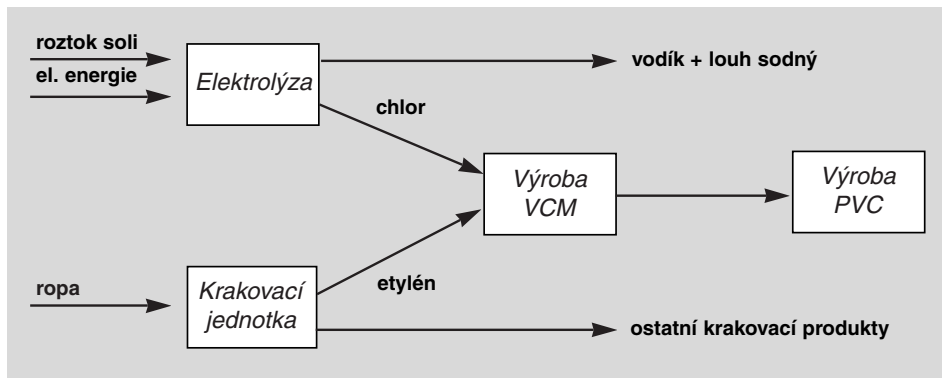 roztok soli
el. energie
Elektrolýza
vodík + louh sodný
chlor
Výroba
VCM
Výroba
PVC
ropa
Krakovací
jednotka
etylén
ostatní krakovací produkty